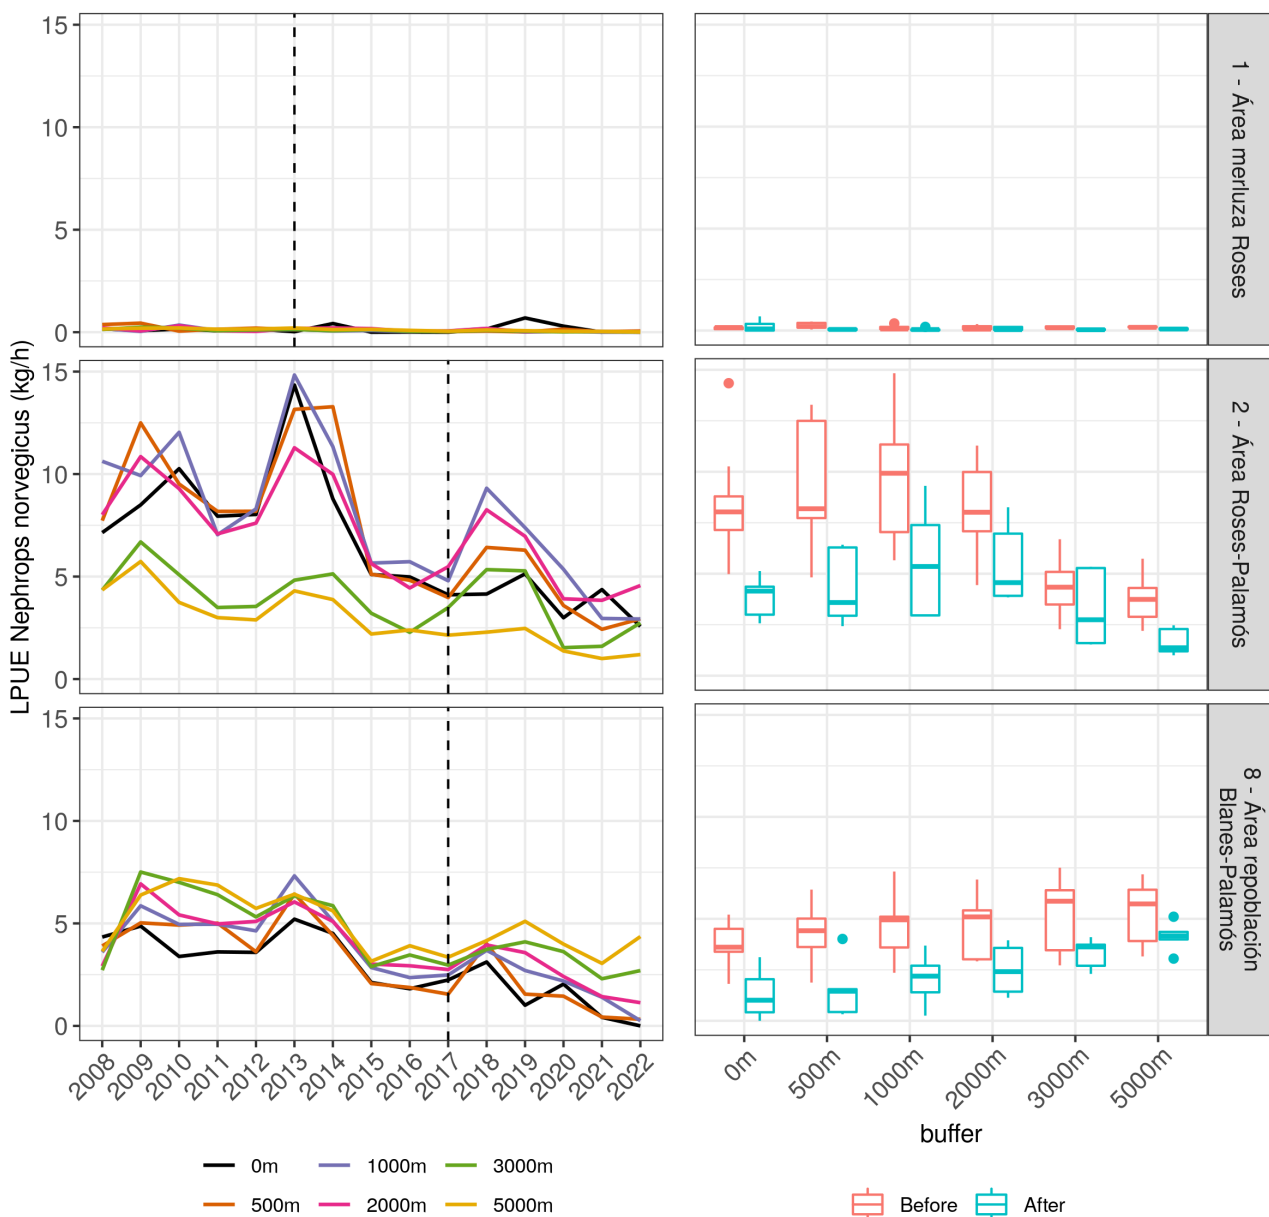 LPUE Nephrops norvegicus (kg/h)
15
10
5
0
1 - Área merluza Roses
15
10
5
0
2 - Área Roses-Palamós
15
10
5
0
8 - Área repoblación
Blanes-Palamós
2008 2009 2010 2011 2012 2013 2014 2015 2016 2017 2018 2019 2020 2021 2022
0m 500m 1000m 2000m 3000m 5000m
buffer
0m 1000m 3000m
500m 2000m 5000m
Before After